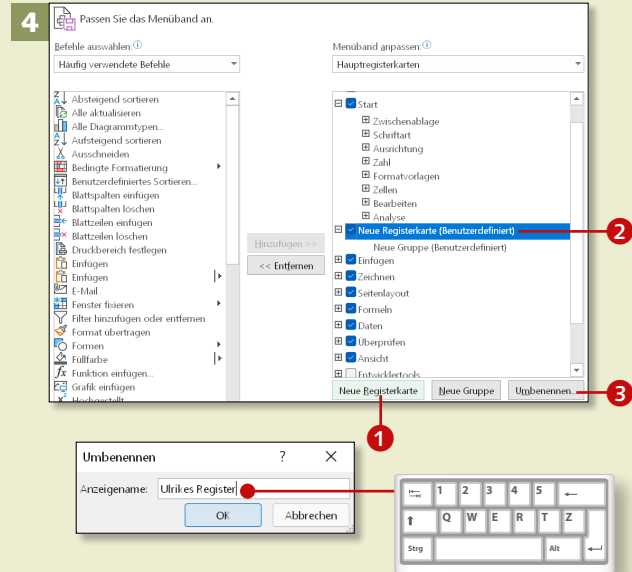 4
Passen Sie das Menüband an.
Befehle auswählen:
Häufig verwendete Befehle
Absteigend sortieren
Alle aktualisieren
Alle Diagrammtypen...
Aufsteigend sortieren
Ausschneiden
Bedingte Formatierung
Benutzerdefiniertes Sortieren...
Blattspalten einfügen
Blattspalten löschen
Blattzeilen einfügen
Blattzeilen löschen
Druckbereich festlegen
Einfügen
Einfügen
E-Mail
Fenster fixieren
Filter hinzufügen oder entfernen
Format übertragen
Formen
Füllfarbe
Funktion einfügen...
Grafik einfügen
Hochgestellt
Hinzufügen >>
<< Entfernen
Menüband anpassen:
Hauptregisterkarten
Start
Zwischenablage
Schriftart
Ausrichtung
Zahl
Formatvorlagen
Zellen
Bearbeiten
Analyse
Neue Registerkarte (Benutzerdefiniert)
2
Neue Gruppe (Benutzerdefiniert)
Einfügen
Zeichnen
Seitenlayout
Formeln
Daten
Überprüfen
Ansicht
Entwicklertools
Neue Registerkarte
Neue Gruppe
Umbenennen...
3
1
Umbenennen ? ×
Anzeigename: Ulrikes Register
OK
Abbrechen
1 2 3 4 5
Q W E R T Z
Strg
Alt